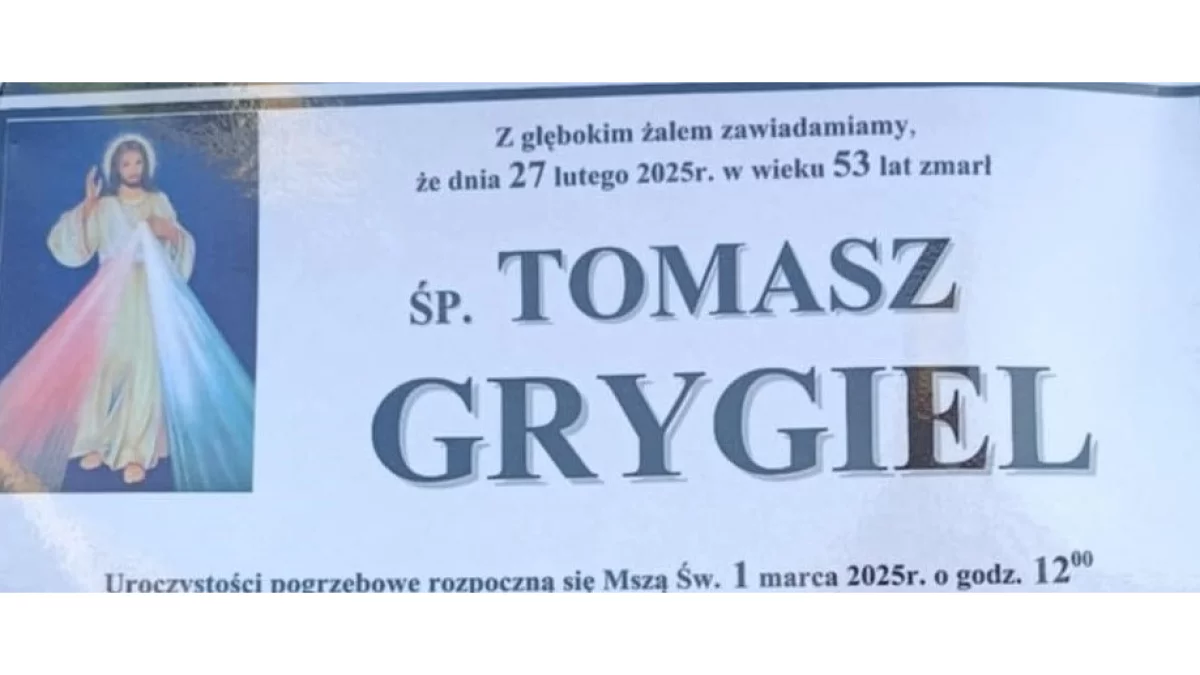 Z głębokim żalem zawiadamiamy,
że dnia 27 lutego 2025r. w wieku 53 lat zmarł
ŚP. TOMASZ
GRYGIEL
Uroczystości pogrzebowe rozpoczną się Mszą Św. 1 marca 2025r. o godz. 12⁰⁰